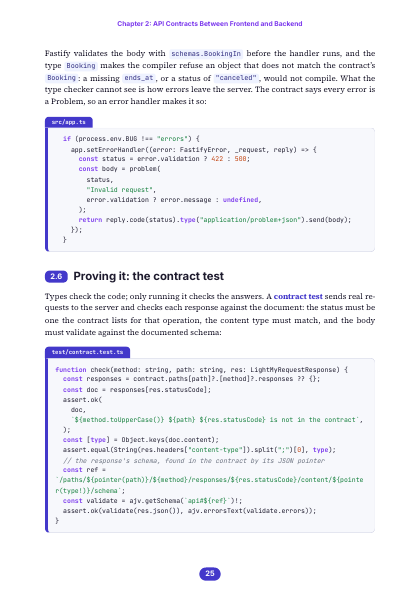 Chapter 2: API Contracts Between Frontend and Backend
Fastify validates the body with schemas.BookingIn before the handler runs, and the
type Booking makes the compiler refuse an object that does not match the contract's
Booking: a missing ends_at, or a status of "canceled", would not compile. What the
type checker cannot see is how errors leave the server. The contract says every error is
a Problem, so an error handler makes it so:
src/app.ts
if (process.env.BUG !== "errors") {
app.setErrorHandler((error: FastifyError, _request, reply) => {
const status = error.validation ? 422 : 500;
const body = problem(
status,
"Invalid request",
error.validation ? error.message : undefined,
);
return reply.code(status).type("application/problem+json").send(body);
});
}
2.6 Proving it: the contract test
Types check the code; only running it checks the answers. A contract test sends real re-
quests to the server and checks each response against the document: the status must be
one the contract lists for that operation, the content type must match, and the body
must validate against the documented schema:
test/contract.test.ts
function check(method: string, path: string, res: LightMyRequestResponse) {
const responses = contract.paths[path]?.[method]?.responses ?? {};
const doc = responses[res.statusCode];
assert.ok(
doc,
`${method.toUpperCase()} ${path} ${res.statusCode} is not in the contract`,
);
const [type] = Object.keys(doc.content);
assert.equal(String(res.headers["content-type"]).split(";")[0], type);
// the response's schema, found in the contract by its JSON pointer
const ref =
`/paths/${pointer(path)}/${method}/responses/${res.statusCode}/content/${pointe
r(type!)}/schema`;
const validate = ajv.getSchema(`api#${ref}`)!;
assert.ok(validate(res.json()), ajv.errorsText(validate.errors));
}
25